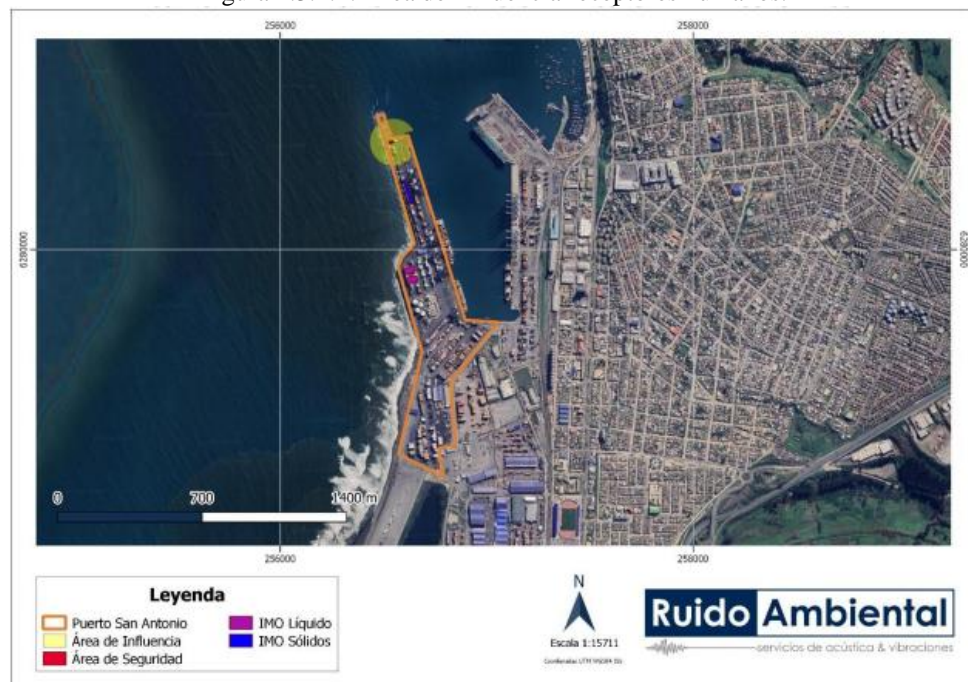 256000
258000
6280000
6280000
0 700 1400 m
256000
258000
Leyenda
Puerto San Antonio
Área de Influencia
Área de Seguridad
IMO Líquido
IMO Sólidos
N
Escala 1:15711
Ruido Ambiental
servicios de acústica & vibraciones